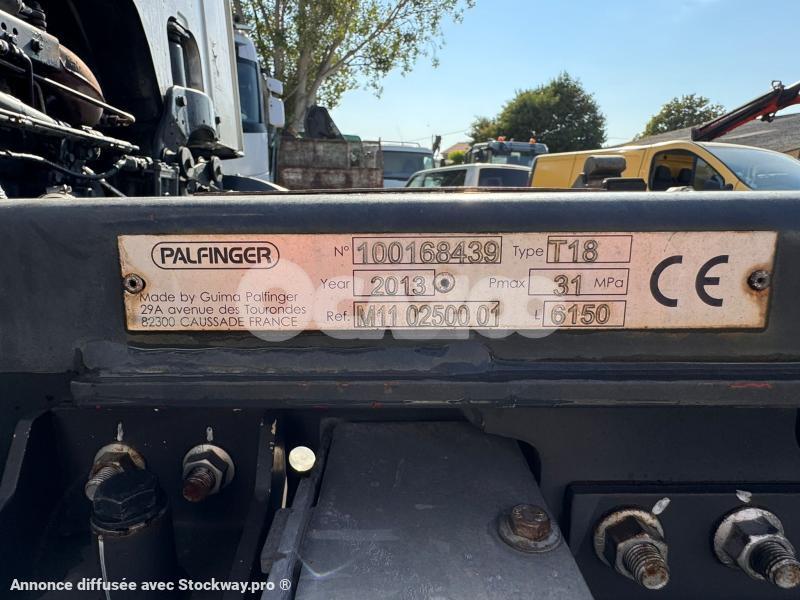 PALFINGER
N° 100168439 Type T18
Year 2013 Pmax 31 MPa
Made by Guima Palfinger
29A avenue des Tourondes
82300 CAUSSADE FRANCE
Ref. M11 02500 01 L 6150
CE
Annonce diffusée avec Stockway.pro ®